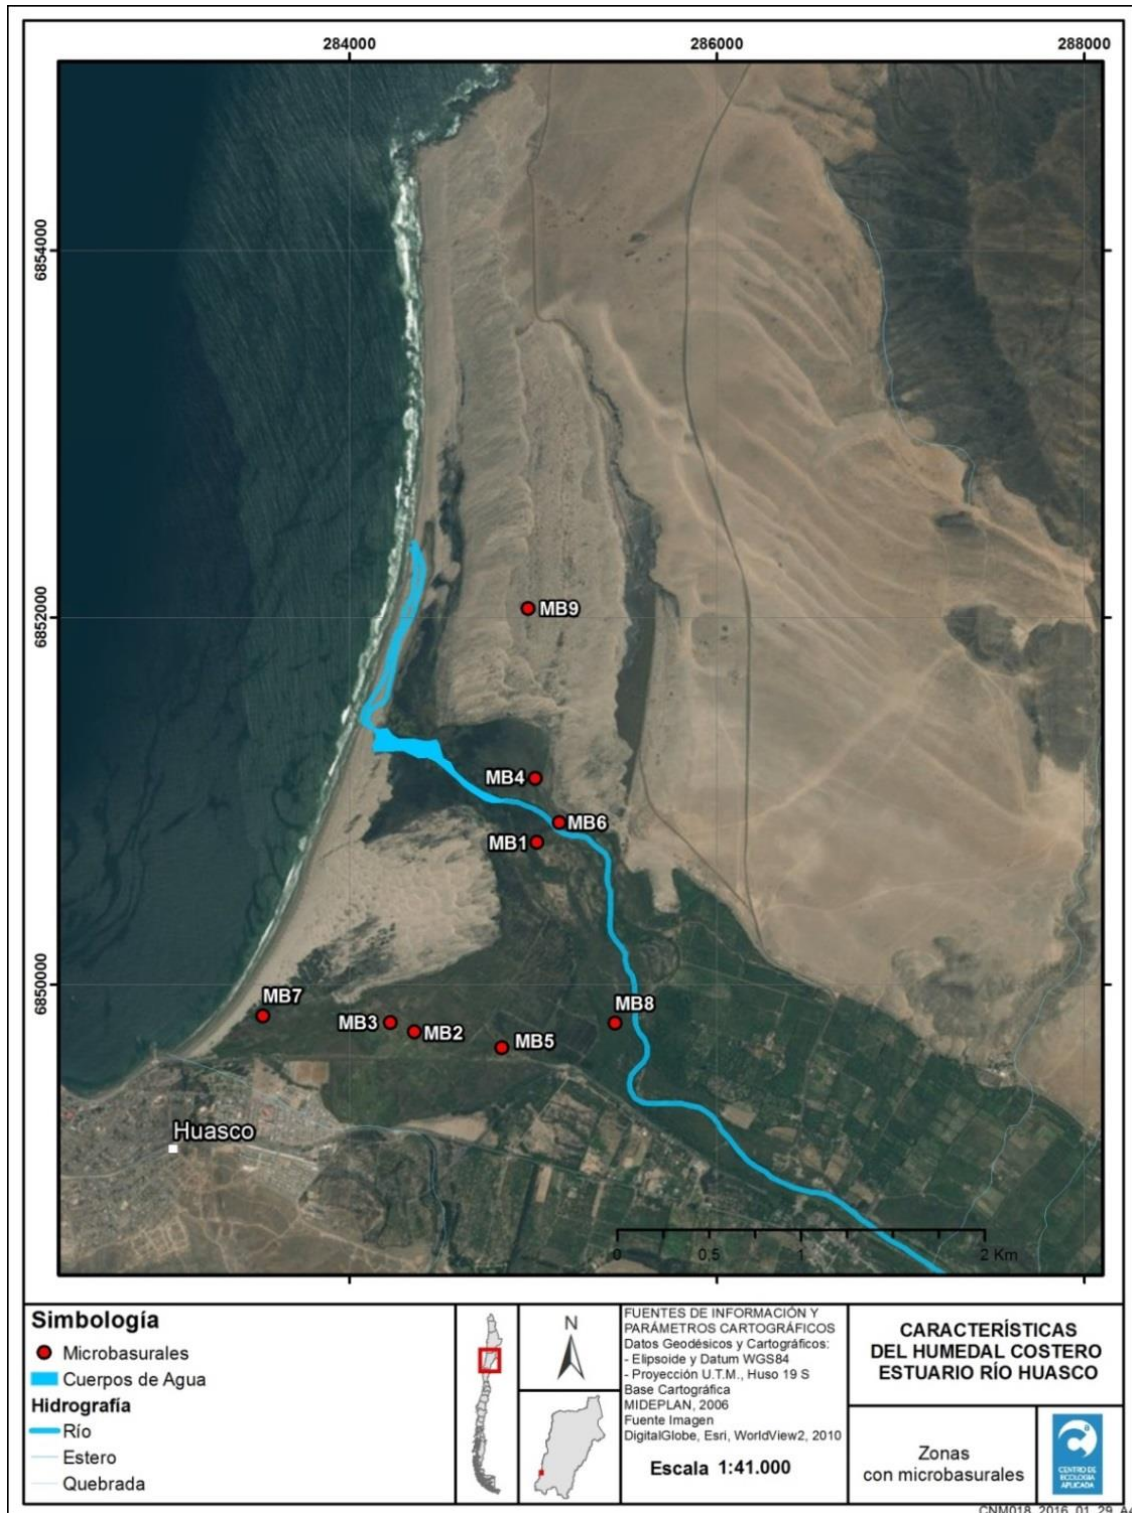 284000
286000
288000
6854000
6852000
6850000
MB9
MB4
MB6
MB1
MB7
MB3
MB2
MB5
MB8
Huasco
0
0.5
1
2 Km
Simbología
Microbasurales
Cuerpos de Agua
Hidrografía
Río
Estero
Quebrada
N
FUENTES DE INFORMACIÓN Y
PARÁMETROS CARTOGRÁFICOS
Datos Geodésicos y Cartográficos:
- Elipsoide y Datum WGS84
- Proyección U.T.M., Huso 19 S
Base Cartográfica
MIDEPLAN, 2006
Fuente Imagen
DigitalGlobe, Esri, WorldView2, 2010
Escala 1:41.000
CARACTERÍSTICAS
DEL HUMEDAL COSTERO
ESTUARIO RÍO HUASCO
Zonas
con microbasurales
CENTRO DE
ECOLOGÍA
APLICADA
CNM018_2016_01_29_A4